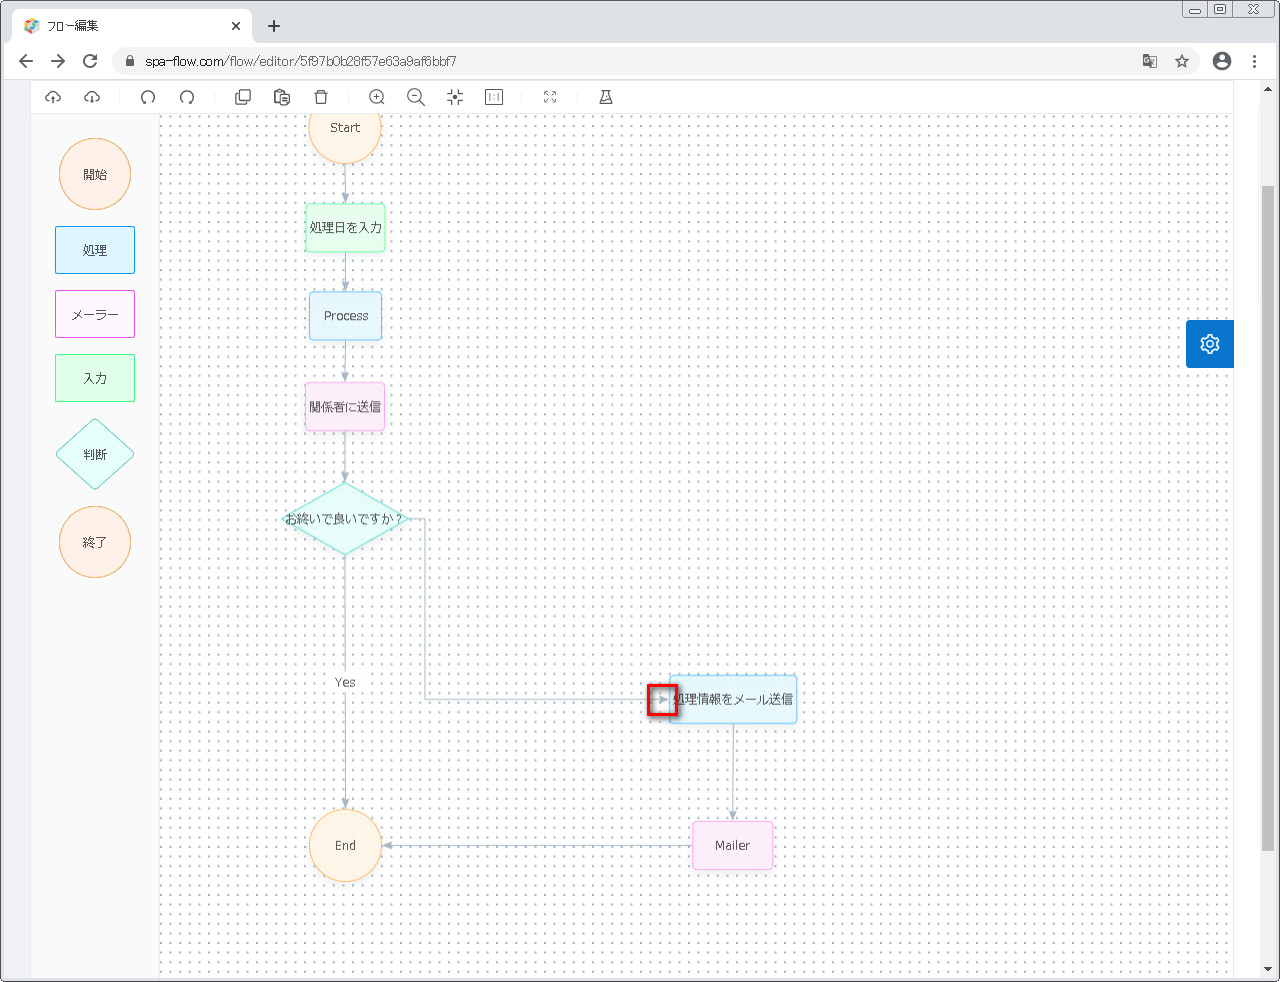 フロー編集
spa-flow.com/flow/editor/5f97b0b28f57e63a9af6bbf7
1:1
開始
処理
メーラー
入力
判断
終了
Start
処理日を入力
Process
関係者に送信
お終いで良いですか？
Yes
処理情報をメール送信
End
Mailer